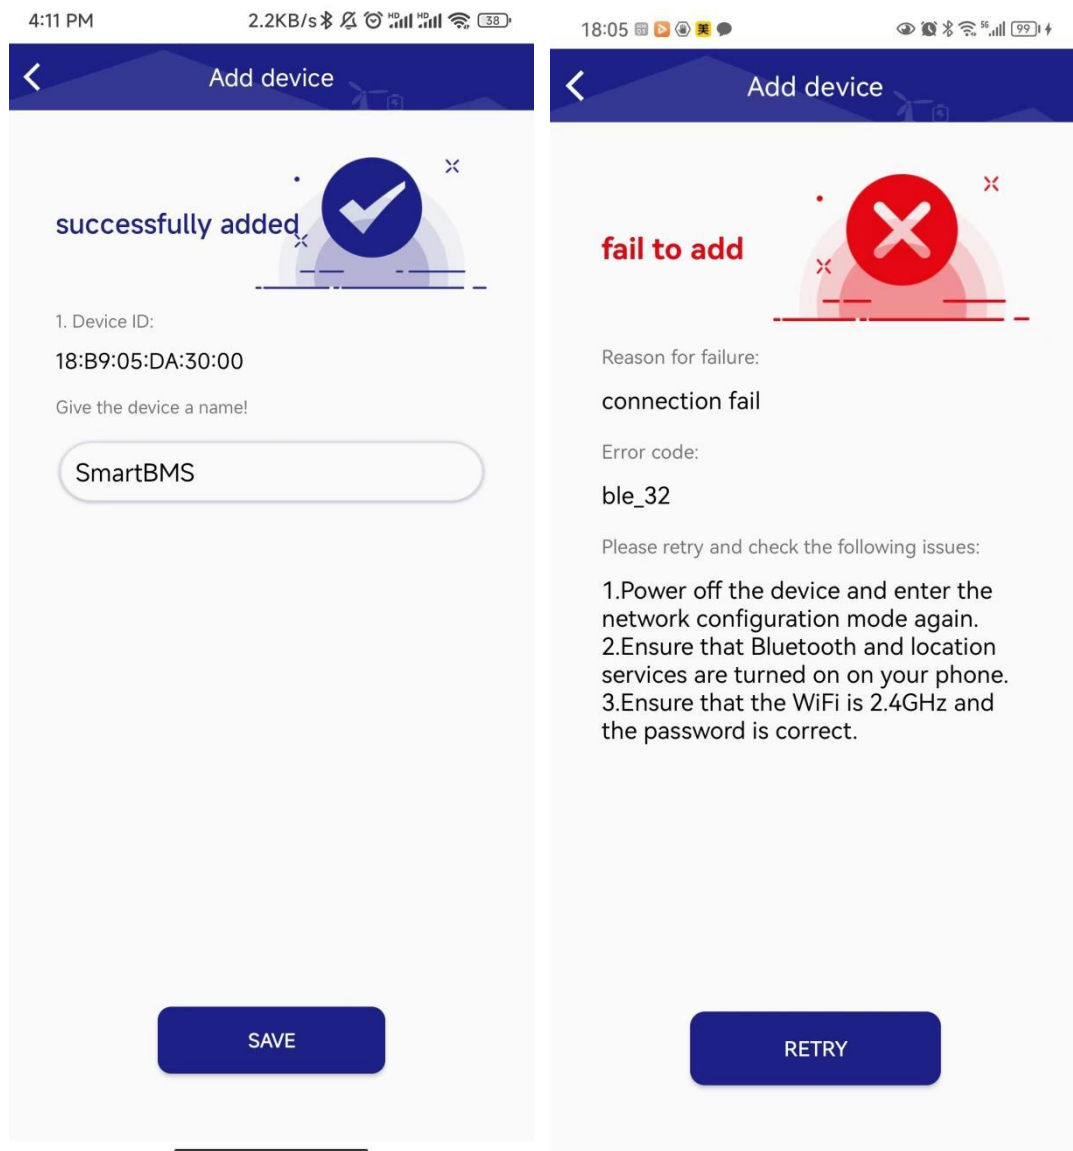 4:11 PM
2.2KB/s
38
Add device
successfully added
1. Device ID:
18:B9:05:DA:30:00
Give the device a name!
SmartBMS
SAVE
18:05
美
5G
99
Add device
fail to add
Reason for failure:
connection fail
Error code:
ble_32
Please retry and check the following issues:
1.Power off the device and enter the
network configuration mode again.
2.Ensure that Bluetooth and location
services are turned on on your phone.
3.Ensure that the WiFi is 2.4GHz and
the password is correct.
RETRY